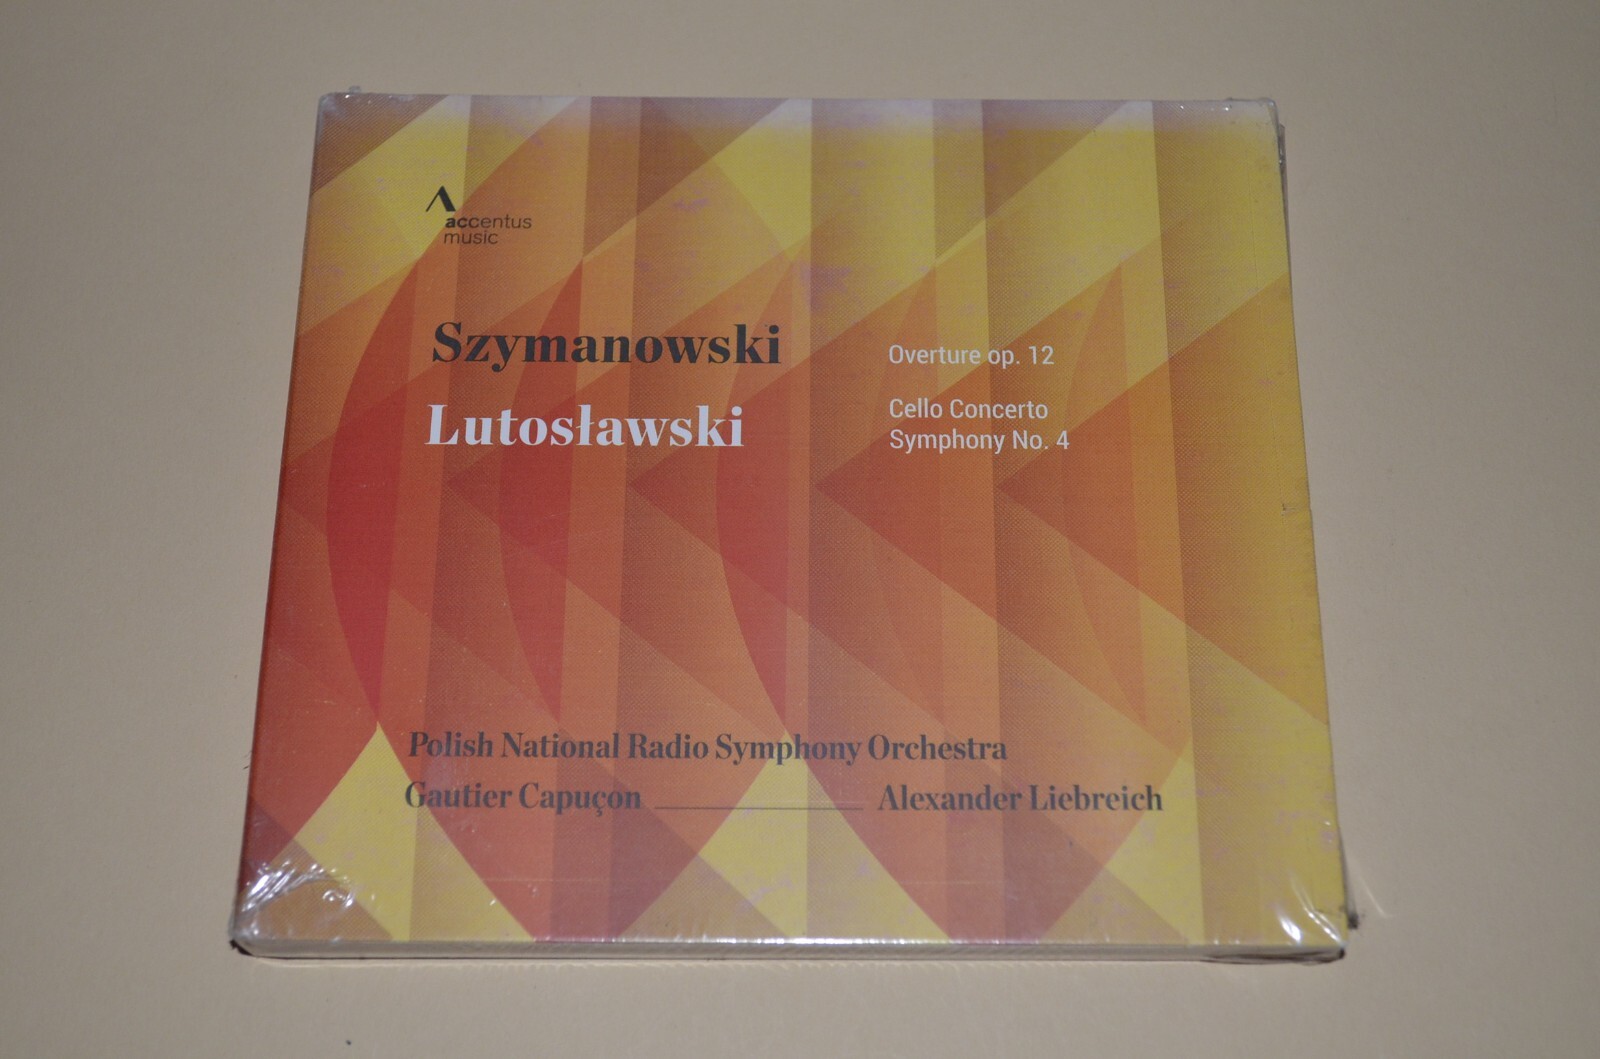 accentus
music
Szymanowski
Overture op. 12
Lutosławski
Cello Concerto
Symphony No. 4
Polish National Radio Symphony Orchestra
Gautier Capuçon Alexander Liebreich